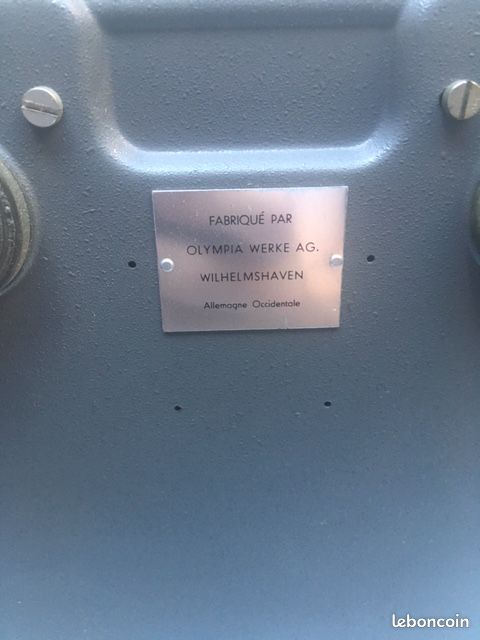 FABRIQUÉ PAR
OLYMPIA WERKE AG.
WILHELMSHAVEN
Allemagne Occidentale
leboncoin